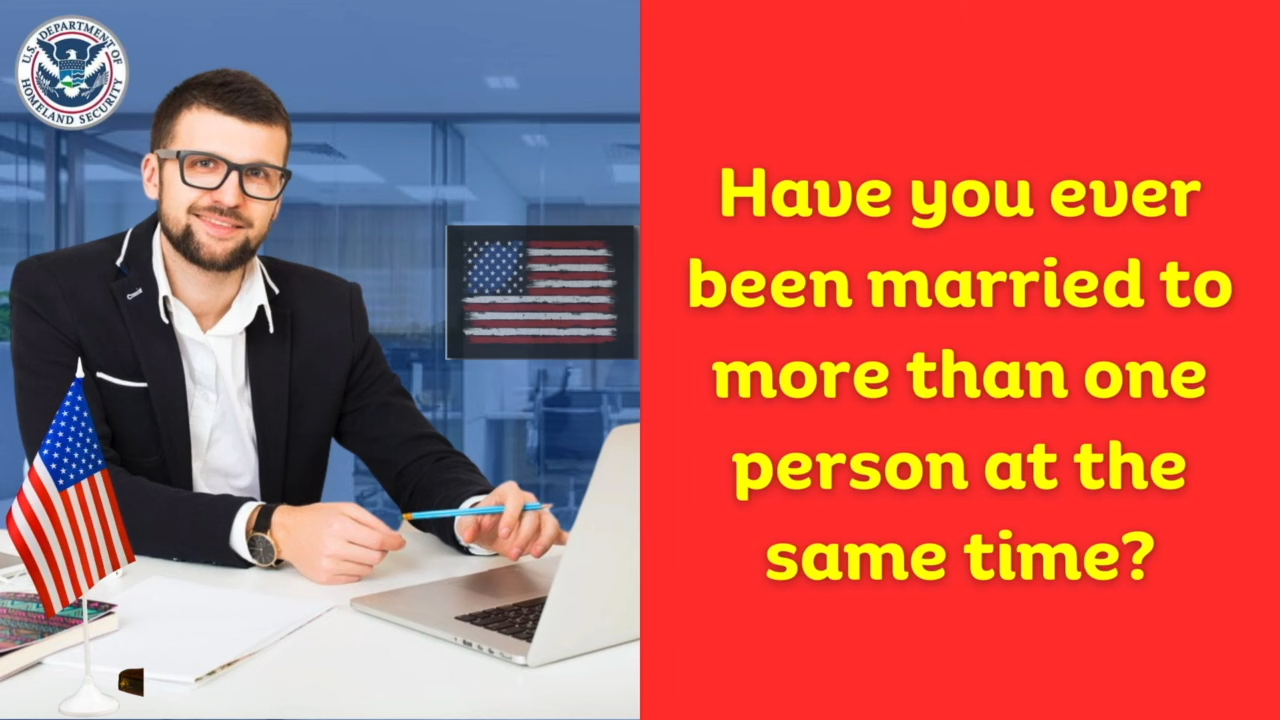 U.S. DEPARTMENT OF
HOMELAND SECURITY
Have you ever
been married to
more than one
person at the
same time?